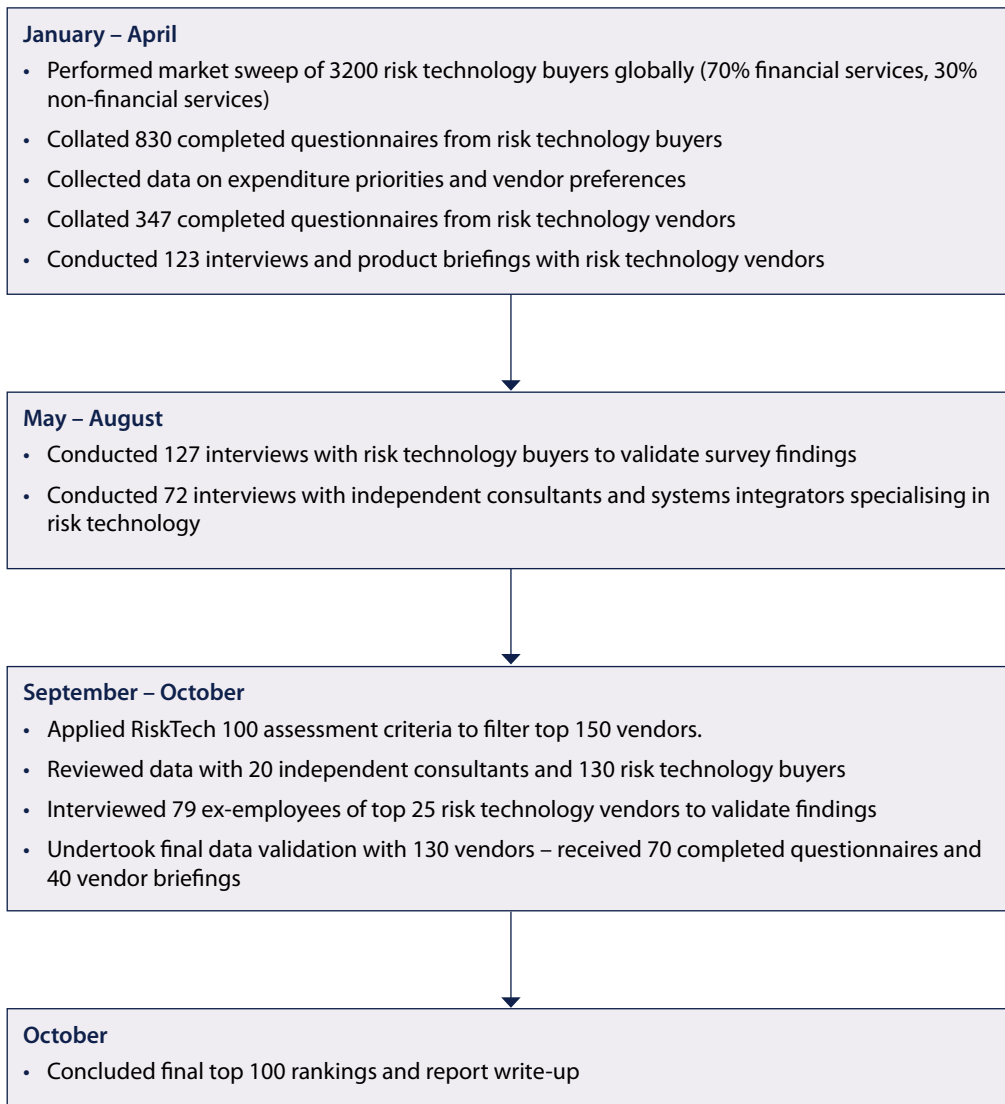 January – April
• Performed market sweep of 3200 risk technology buyers globally (70% financial services, 30%
non-financial services)
• Collated 830 completed questionnaires from risk technology buyers
• Collected data on expenditure priorities and vendor preferences
• Collated 347 completed questionnaires from risk technology vendors
• Conducted 123 interviews and product briefings with risk technology vendors
May – August
• Conducted 127 interviews with risk technology buyers to validate survey findings
• Conducted 72 interviews with independent consultants and systems integrators specialising in
risk technology
September – October
• Applied RiskTech 100 assessment criteria to filter top 150 vendors.
• Reviewed data with 20 independent consultants and 130 risk technology buyers
• Interviewed 79 ex-employees of top 25 risk technology vendors to validate findings
• Undertook final data validation with 130 vendors – received 70 completed questionnaires and
40 vendor briefings
October
• Concluded final top 100 rankings and report write-up